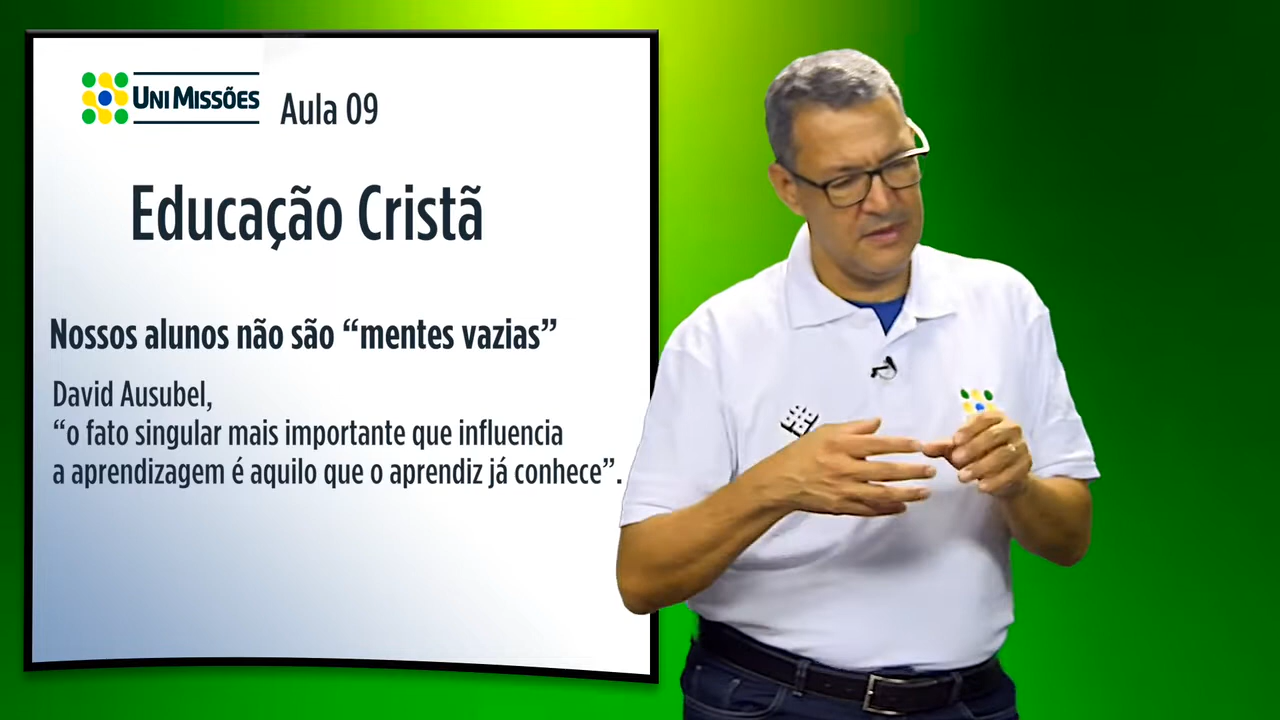 UNI MISSÕES
Aula 09
Educação Cristã
Nossos alunos não são “mentes vazias”
David Ausubel,
“o fato singular mais importante que influencia
a aprendizagem é aquilo que o aprendiz já conhece”.